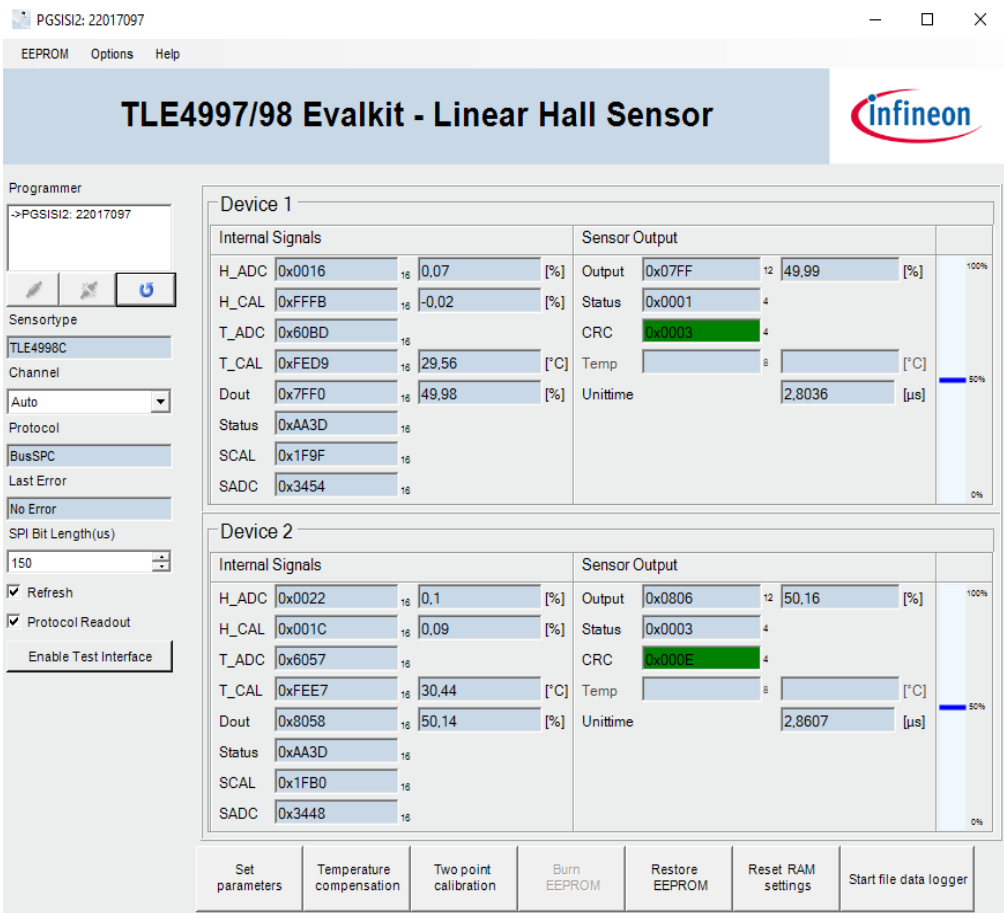 PGSISI2: 22017097
EEPROM Options Help
TLE4997/98 Evalkit - Linear Hall Sensor
infineon
Programmer
->PGSISI2: 22017097
Sensortype
TLE4998C
Channel
Auto
Protocol
BusSPC
Last Error
No Error
SPI Bit Length(us)
150
Refresh
Protocol Readout
Enable Test Interface
Device 1
Internal Signals
H_ADC 0x0016 16 0,07 [%]
H_CAL 0xFFFB 16 -0,02 [%]
T_ADC 0x60BD 16
T_CAL 0xFED9 16 29,56 [°C]
Dout 0x7FF0 16 49,98 [%]
Status 0xAA3D 16
SCAL 0x1F9F 16
SADC 0x3454 16
Sensor Output
Output 0x07FF 12 49,99 [%]
Status 0x0001 4
CRC 0x0003 4
Temp 8 [°C]
Unittime 2,8036 [µs]
100%
50%
0%
Device 2
Internal Signals
H_ADC 0x0022 16 0,1 [%]
H_CAL 0x001C 16 0,09 [%]
T_ADC 0x6057 16
T_CAL 0xFEE7 16 30,44 [°C]
Dout 0x8058 16 50,14 [%]
Status 0xAA3D 16
SCAL 0x1FB0 16
SADC 0x3448 16
Sensor Output
Output 0x0806 12 50,16 [%]
Status 0x0003 4
CRC 0x000E 4
Temp 8 [°C]
Unittime 2,8607 [µs]
100%
50%
0%
Set
parameters
Temperature
compensation
Two point
calibration
Burn
EEPROM
Restore
EEPROM
Reset RAM
settings
Start file data logger